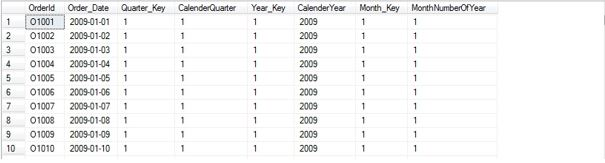 OrderId Order_Date Quarter_Key CalenderQuarter Year_Key CalenderYear Month_Key MonthNumberOfYear
1 O1001 2009-01-01 1 1 1 2009 1 1
2 O1002 2009-01-02 1 1 1 2009 1 1
3 O1003 2009-01-03 1 1 1 2009 1 1
4 O1004 2009-01-04 1 1 1 2009 1 1
5 O1005 2009-01-05 1 1 1 2009 1 1
6 O1006 2009-01-06 1 1 1 2009 1 1
7 O1007 2009-01-07 1 1 1 2009 1 1
8 O1008 2009-01-08 1 1 1 2009 1 1
9 O1009 2009-01-09 1 1 1 2009 1 1
10 O1010 2009-01-10 1 1 1 2009 1 1